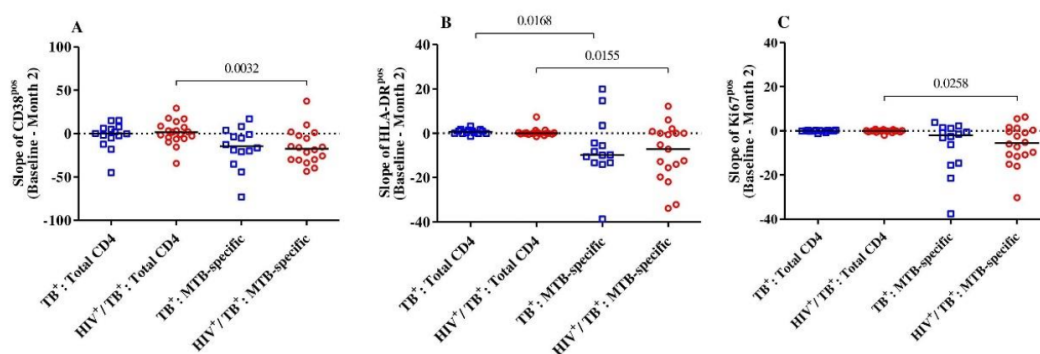 A
Slope of CD38pos
(Baseline - Month 2)
100
50
0
-50
-100
0.0032
TB+: Total CD4
HIV+/ TB+: Total CD4
TB+: MTB-specific
HIV+/ TB+: MTB-specific
B
Slope of HLA-DRpos
(Baseline - Month 2)
40
20
0
-20
-40
0.0168
0.0155
TB+: Total CD4
HIV+/ TB+: Total CD4
TB+: MTB-specific
HIV+/ TB+: MTB-specific
C
Slope of Ki67pos
(Baseline - Month 2)
40
20
0
-20
-40
0.0258
TB+: Total CD4
HIV+/ TB+: Total CD4
TB+: MTB-specific
HIV+/ TB+: MTB-specific